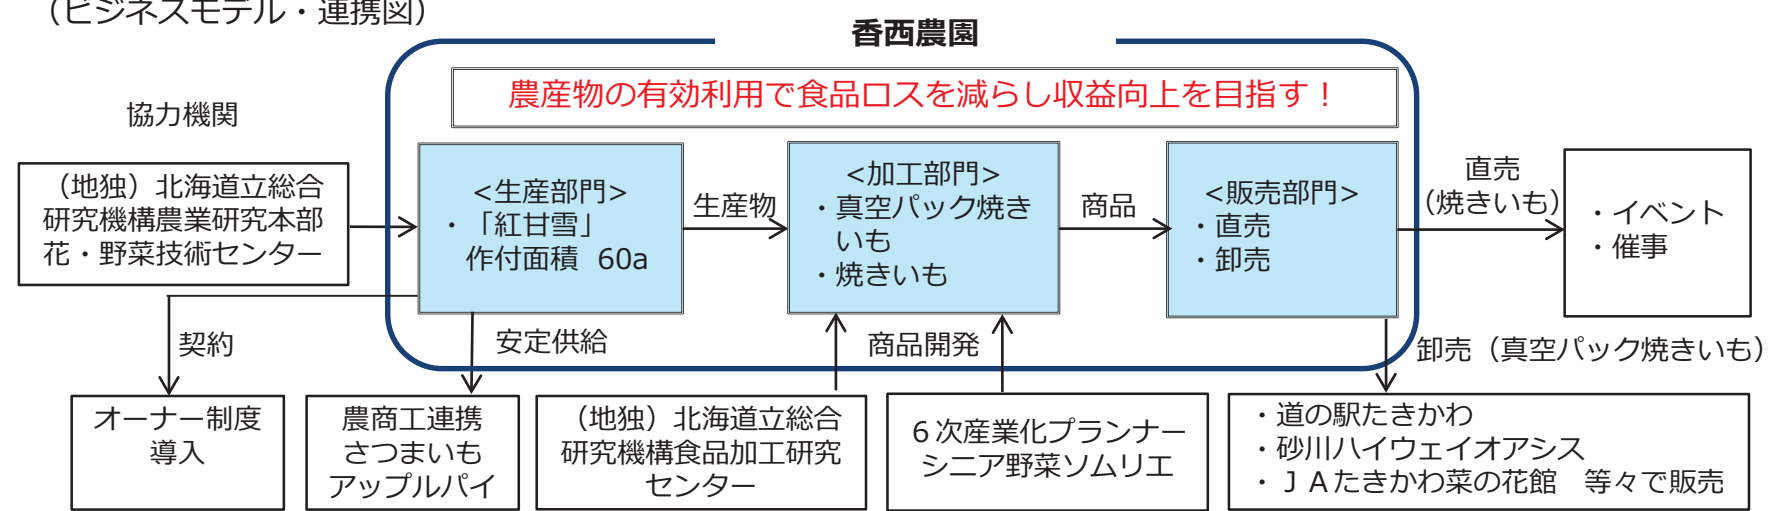 （ビジネスモデル・連携図）
香西農園
農産物の有効利用で食品ロスを減らし収益向上を目指す！
協力機関
（地独）北海道立総合
研究機構農業研究本部
花・野菜技術センター
<生産部門>
・「紅甘雪」
作付面積 60a
生産物
<加工部門>
・真空パック焼き
いも
・焼きいも
商品
<販売部門>
・直売
・卸売
直売
（焼きいも）
・イベント
・催事
契約
安定供給
商品開発
卸売（真空パック焼きいも）
オーナー制度
導入
農商工連携
さつまいも
アップルパイ
（地独）北海道立総合
研究機構食品加工研究
センター
６次産業化プランナー
シニア野菜ソムリエ
・道の駅たきかわ
・砂川ハイウェイオアシス
・ＪＡたきかわ菜の花館　等々で販売